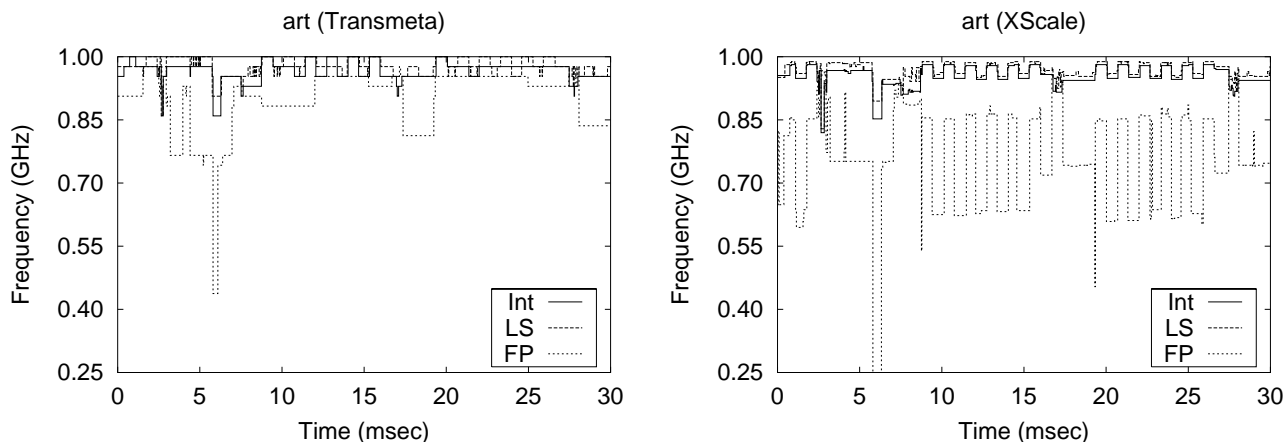 art (Transmeta)
1.00
0.85
0.70
0.55
0.40
0.25
Frequency (GHz)
0 5 10 15 20 25 30
Time (msec)
Int
LS
FP
art (XScale)
1.00
0.85
0.70
0.55
0.40
0.25
Frequency (GHz)
0 5 10 15 20 25 30
Time (msec)
Int
LS
FP